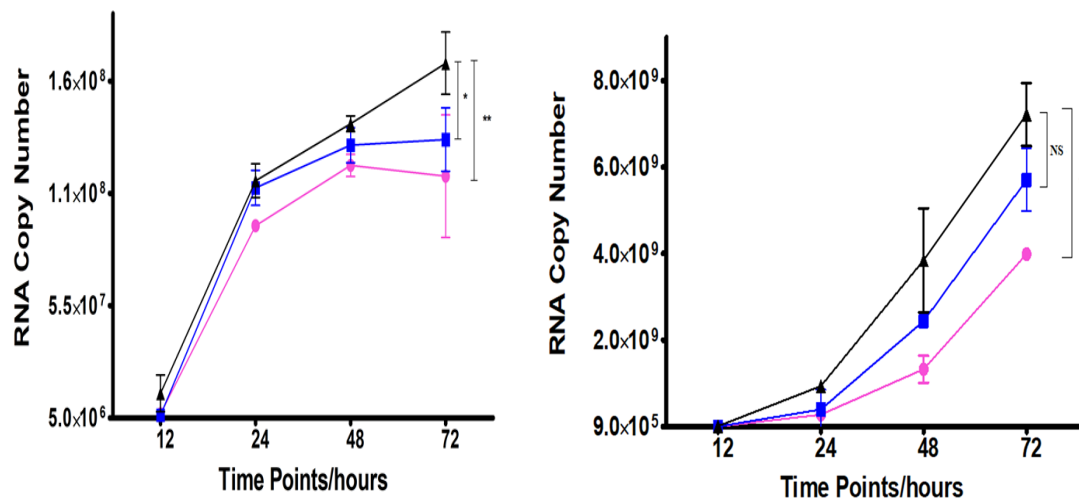 RNA Copy Number
1.6×10⁸
1.1×10⁸
5.5×10⁷
5.0×10⁶
12 24 48 72
Time Points/hours
*
**
RNA Copy Number
8.0×10⁹
6.0×10⁹
4.0×10⁹
2.0×10⁹
9.0×10⁵
12 24 48 72
Time Points/hours
NS